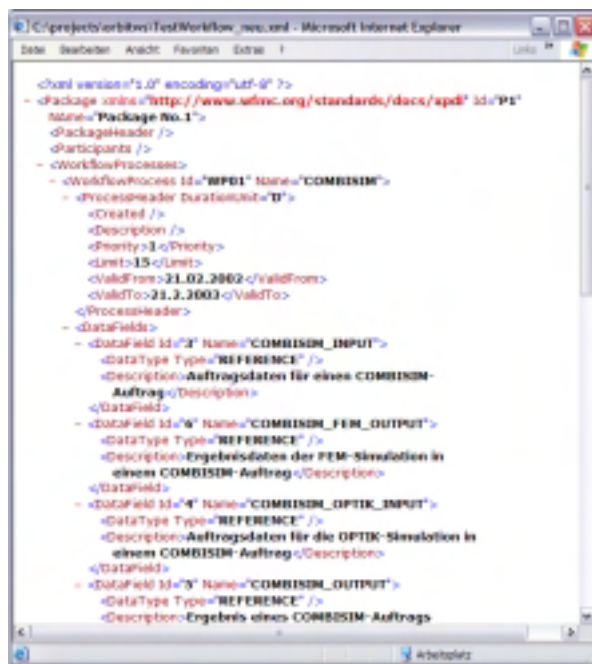 C:\projects\orbitws\TestWorkflow_neu.xml - Microsoft Internet Explorer
Datei Bearbeiten Ansicht Favoriten Extras ?
Links »
<?xml version="1.0" encoding="utf-8" ?>
- <Package xmlns="http://www.wfmc.org/standards/docs/xpdl" Id="P1"
Name="Package No.1">
<PackageHeader />
<Participants />
- <WorkflowProcesses>
- <WorkflowProcess Id="WP01" Name="COMBISIM">
- <ProcessHeader DurationUnit="D">
<Created />
<Description />
<Priority>1</Priority>
<Limit>15</Limit>
<ValidFrom>21.02.2002</ValidFrom>
<ValidTo>21.2.2003</ValidTo>
</ProcessHeader>
- <DataFields>
- <DataField Id="3" Name="COMBISIM_INPUT">
<DataType Type="REFERENCE" />
<Description>Auftragsdaten für einen COMBISIM-
Auftrag</Description>
</DataField>
- <DataField Id="6" Name="COMBISIM_FEM_OUTPUT">
<DataType Type="REFERENCE" />
<Description>Ergebnisdaten der FEM-Simulation in
einem COMBISIM-Auftrag</Description>
</DataField>
- <DataField Id="4" Name="COMBISIM_OPTIK_INPUT">
<DataType Type="REFERENCE" />
<Description>Auftragsdaten für die OPTIK-Simulation in
einem COMBISIM-Auftrag</Description>
</DataField>
- <DataField Id="5" Name="COMBISIM_OUTPUT">
<DataType Type="REFERENCE" />
<Description>Ergebnis eines COMBISIM-Auftrags
Arbeitsplatz